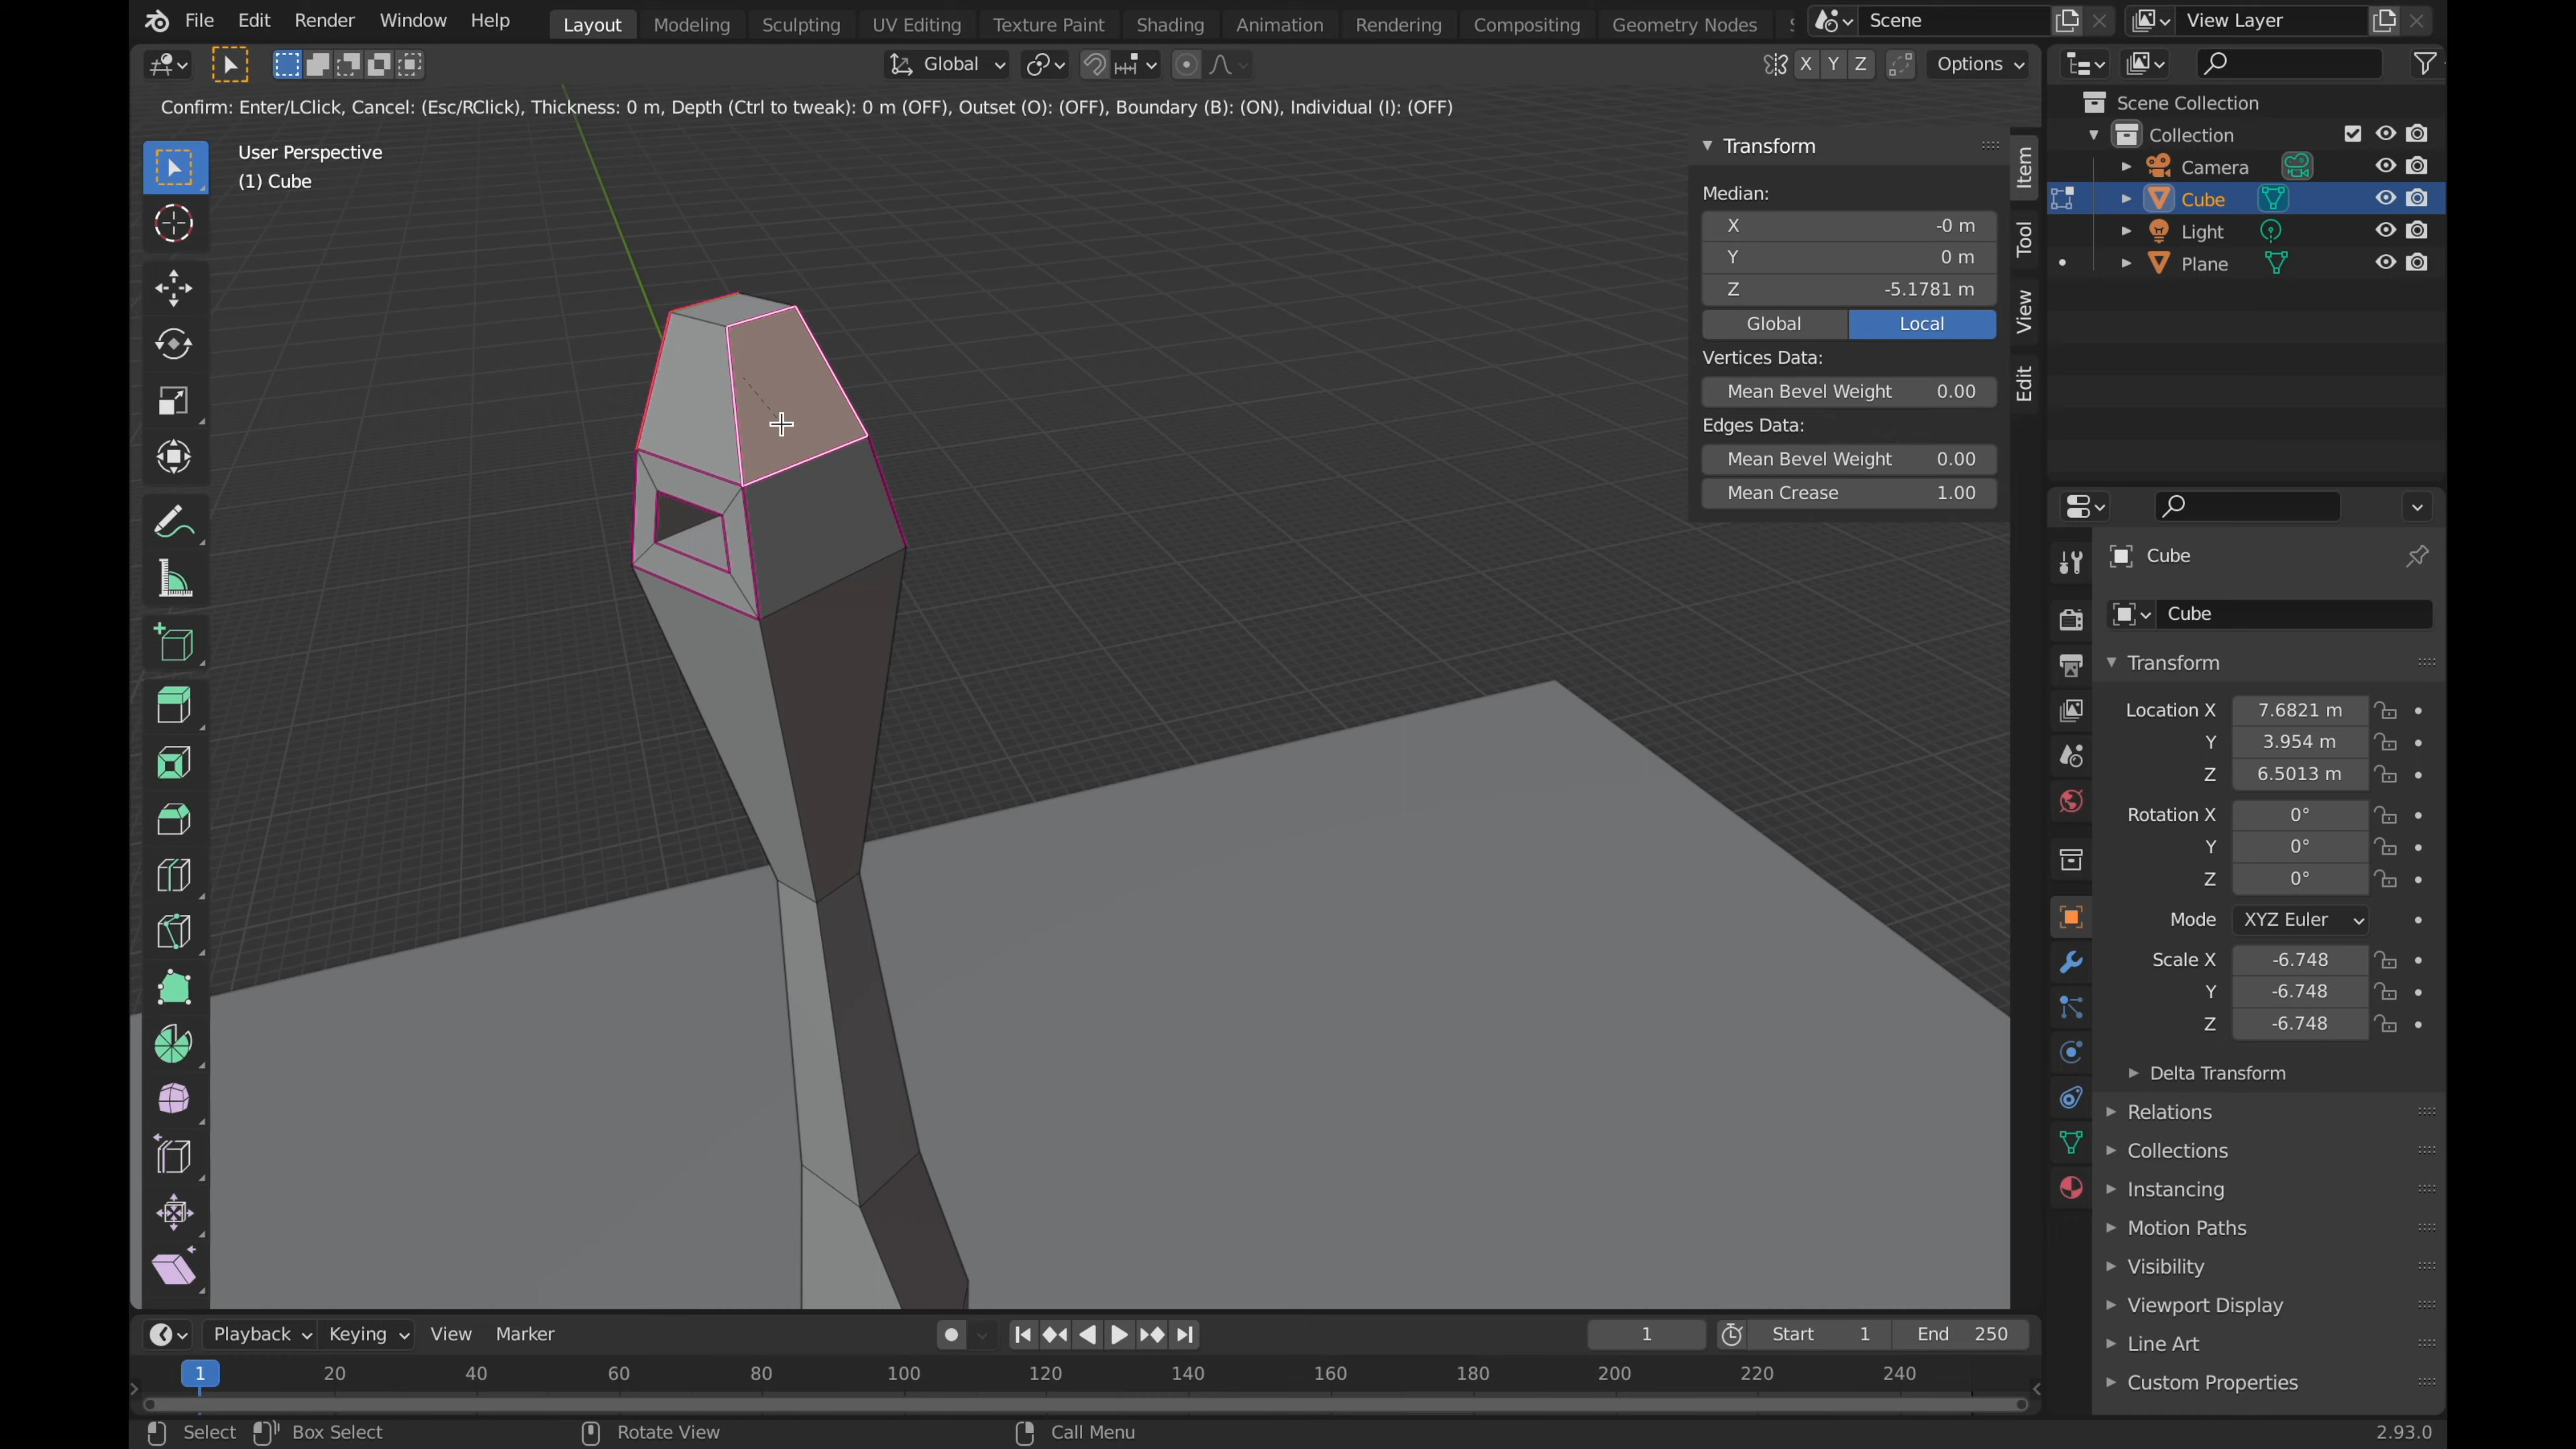 File Edit Render Window Help Layout Modeling Sculpting UV Editing Texture Paint Shading Animation Rendering Compositing Geometry Nodes Scene View Layer
Global X Y Z Options
Confirm: Enter/LClick, Cancel: (Esc/RClick), Thickness: 0 m, Depth (Ctrl to tweak): 0 m (OFF), Outset (O): (OFF), Boundary (B): (ON), Individual (I): (OFF)
User Perspective
(1) Cube
Transform
Median:
X -0 m
Y 0 m
Z -5.1781 m
Global Local
Vertices Data:
Mean Bevel Weight 0.00
Edges Data:
Mean Bevel Weight 0.00
Mean Crease 1.00
Item
Tool
View
Edit
Scene Collection
Collection
Camera
Cube
Light
Plane
Cube
Cube
Transform
Location X 7.6821 m
Y 3.954 m
Z 6.5013 m
Rotation X 0°
Y 0°
Z 0°
Mode XYZ Euler
Scale X -6.748
Y -6.748
Z -6.748
Delta Transform
Relations
Collections
Instancing
Motion Paths
Visibility
Viewport Display
Line Art
Custom Properties
Playback Keying View Marker 1 Start 1 End 250
1 20 40 60 80 100 120 140 160 180 200 220 240
Select Box Select Rotate View Call Menu 2.93.0